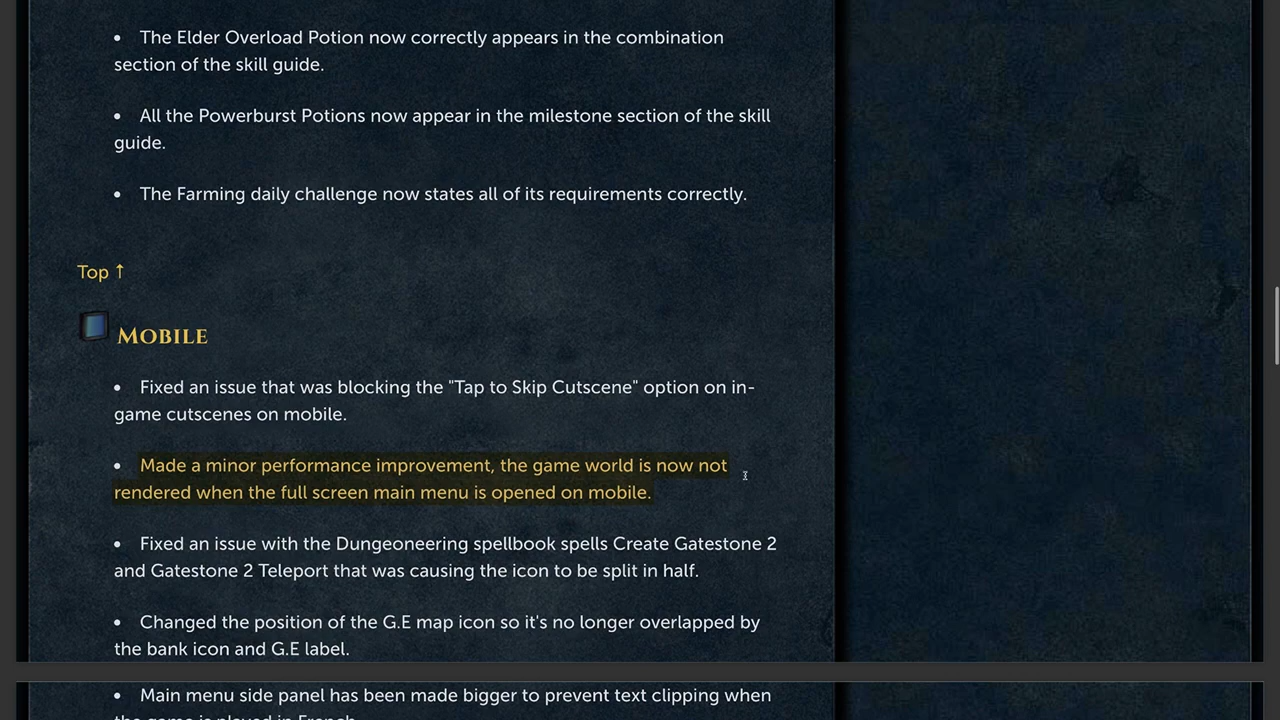 • The Elder Overload Potion now correctly appears in the combination
section of the skill guide.
• All the Powerburst Potions now appear in the milestone section of the skill
guide.
• The Farming daily challenge now states all of its requirements correctly.
Top ↑
MOBILE
• Fixed an issue that was blocking the "Tap to Skip Cutscene" option on in-
game cutscenes on mobile.
• Made a minor performance improvement, the game world is now not
rendered when the full screen main menu is opened on mobile.
• Fixed an issue with the Dungeoneering spellbook spells Create Gatestone 2
and Gatestone 2 Teleport that was causing the icon to be split in half.
• Changed the position of the G.E map icon so it's no longer overlapped by
the bank icon and G.E label.
• Main menu side panel has been made bigger to prevent text clipping when
the game is played in French